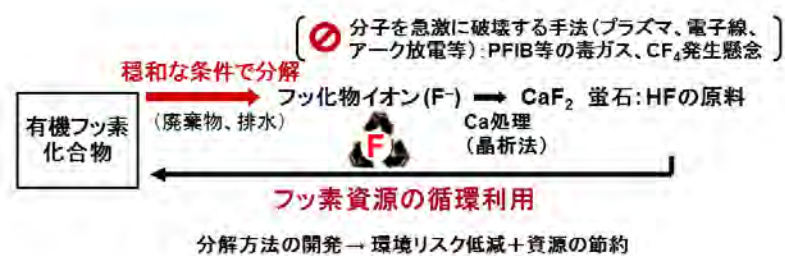 分子を急激に破壊する手法(プラズマ、電子線、
アーク放電等):PFIB等の毒ガス、CF₄発生懸念
穏和な条件で分解
有機フッ素
化合物
(廃棄物、排水)
フッ化物イオン(F⁻)
CaF₂ 蛍石:HFの原料
Ca処理
(晶析法)
F
フッ素資源の循環利用
分解方法の開発→環境リスク低減+資源の節約